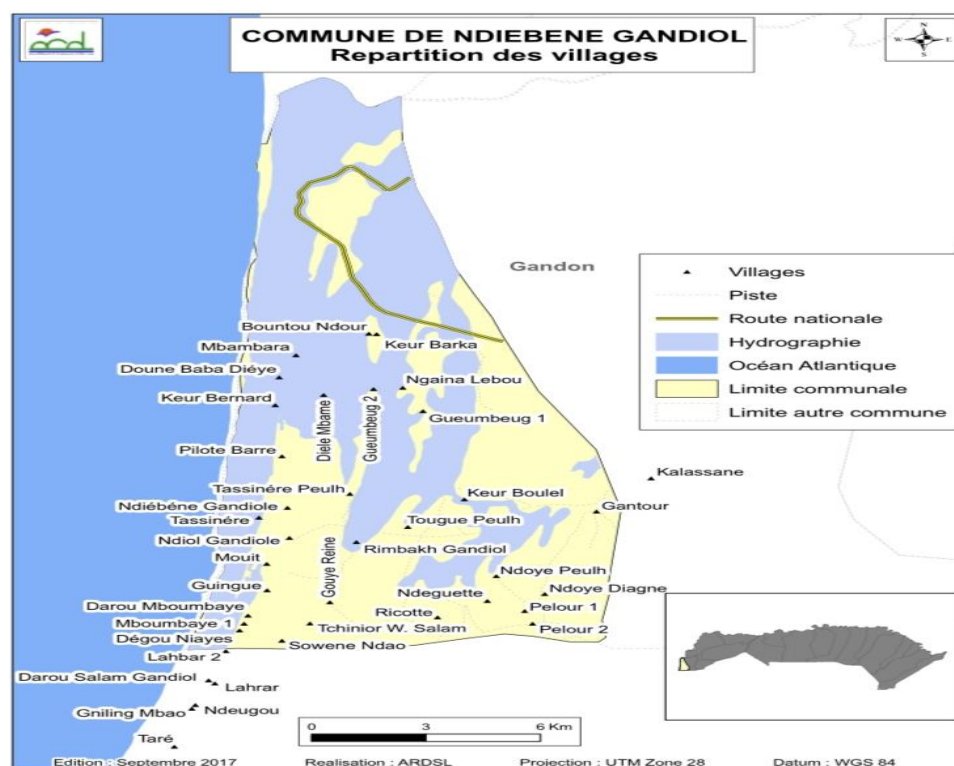 COMMUNE DE NDIEBENE GANDIOL
Repartition des villages
N
W E
S
Gandon
Villages
Piste
Route nationale
Hydrographie
Océan Atlantique
Limite communale
Limite autre commune
Bountou Ndour
Keur Barka
Mbambara
Doune Baba Diéye
Ngaina Lebou
Keur Bernard
Diele Mbame
Gueumbeug 2
Gueumbeug 1
Pilote Barre
Kalassane
Tassinére Peulh
Keur Boulel
Ndiébéne Gandiole
Gantour
Tassinére
Tougue Peulh
Ndiol Gandiole
Rimbakh Gandiol
Mouit
Gouye Reine
Ndoye Peulh
Guingue
Ndeguette
Ndoye Diagne
Darou Mboumbaye
Ricotte
Pelour 1
Mboumbaye 1
Tchinior W. Salam
Pelour 2
Dégou Niayes
Sowene Ndao
Lahbar 2
Darou Salam Gandiol
Lahrar
Gniling Mbao
Ndeugou
Taré
0 3 6 Km
Edition : Septembre 2017 Realisation : ARDSL Projection : UTM Zone 28 Datum : WGS 84